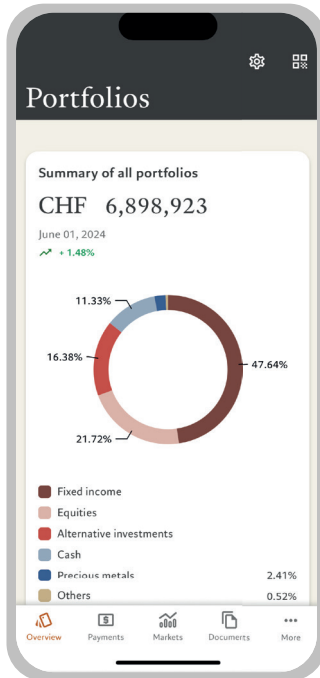 Portfolios
Summary of all portfolios
CHF 6,898,923
June 01, 2024
+ 1.48%
11.33%
16.38%
47.64%
21.72%
Fixed income
Equities
Alternative investments
Cash
Precious metals 2.41%
Others 0.52%
Overview Payments Markets Documents More